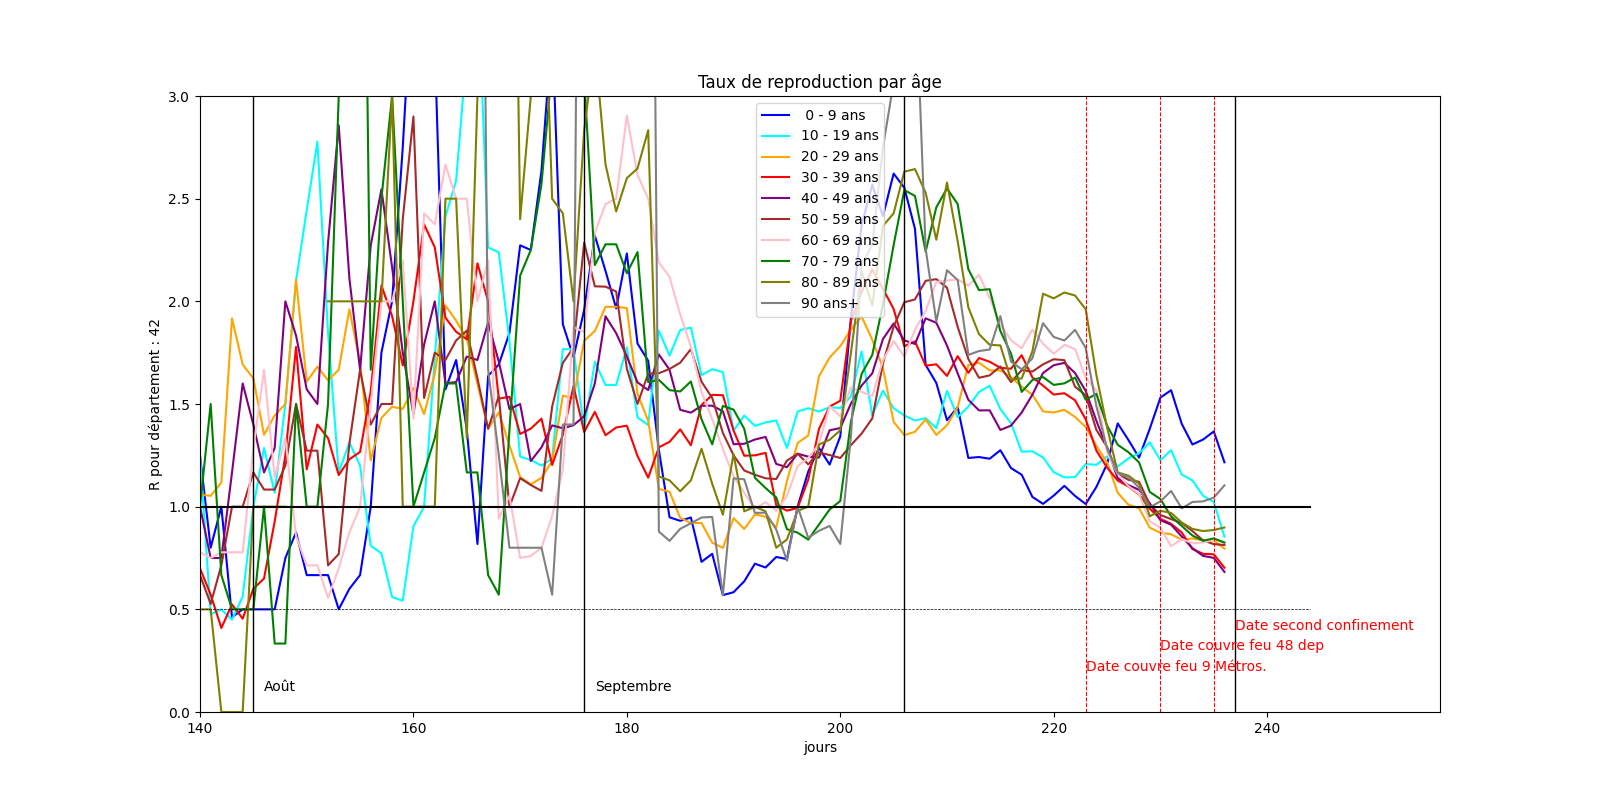 Taux de reproduction par âge
R pour département : 42
3.0
2.5
2.0
1.5
1.0
0.5
0.0
0 - 9 ans
10 - 19 ans
20 - 29 ans
30 - 39 ans
40 - 49 ans
50 - 59 ans
60 - 69 ans
70 - 79 ans
80 - 89 ans
90 ans+
Date second confinement
Date couvre feu 48 dep
Date couvre feu 9 Métros.
Août
Septembre
140
160
180
200
220
240
jours